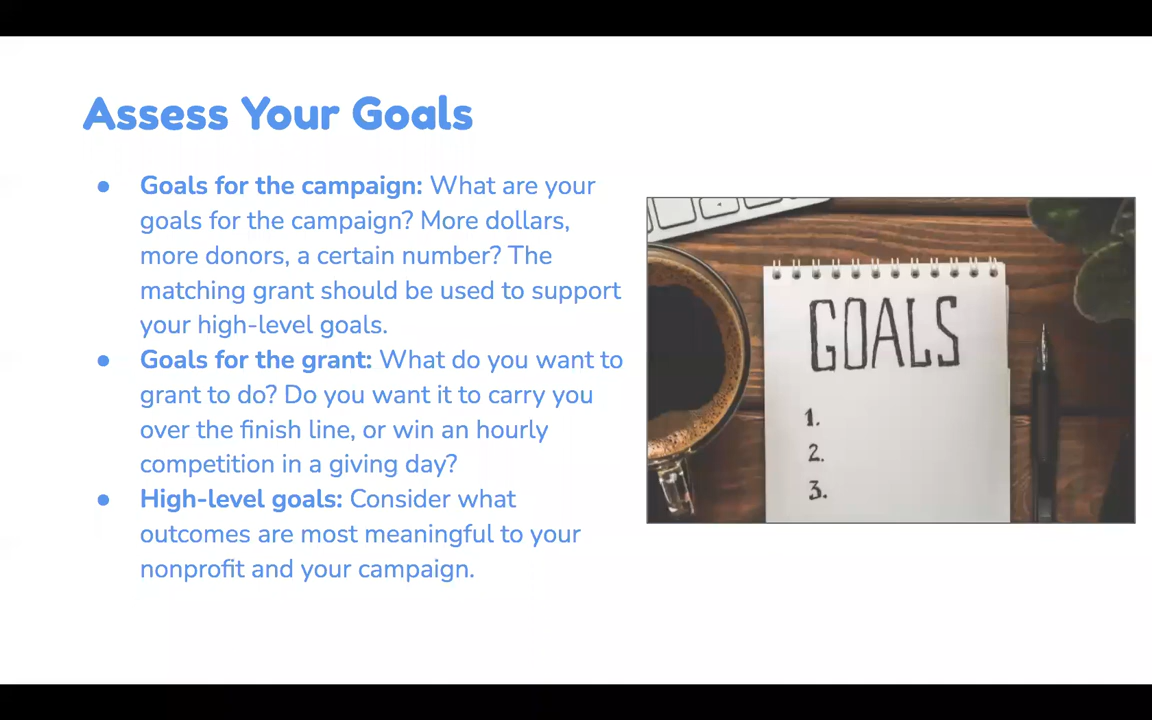 Assess Your Goals
● Goals for the campaign: What are your
goals for the campaign? More dollars,
more donors, a certain number? The
matching grant should be used to support
your high-level goals.
● Goals for the grant: What do you want to
grant to do? Do you want it to carry you
over the finish line, or win an hourly
competition in a giving day?
● High-level goals: Consider what
outcomes are most meaningful to your
nonprofit and your campaign.
GOALS
1.
2.
3.